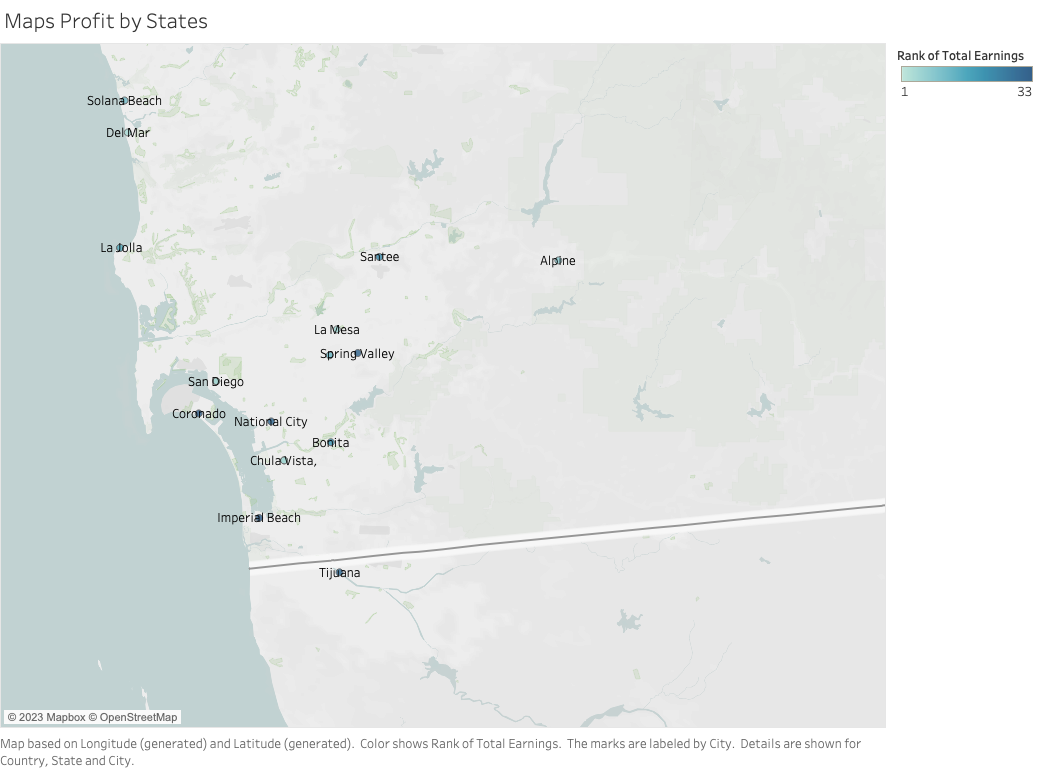 Maps Profit by States
Rank of Total Earnings
1 33
Solana Beach
Del Mar
La Jolla
Santee
Alpine
La Mesa
Spring Valley
San Diego
Coronado
National City
Bonita
Chula Vista,
Imperial Beach
Tijuana
© 2023 Mapbox © OpenStreetMap
Map based on Longitude (generated) and Latitude (generated). Color shows Rank of Total Earnings. The marks are labeled by City. Details are shown for
Country, State and City.